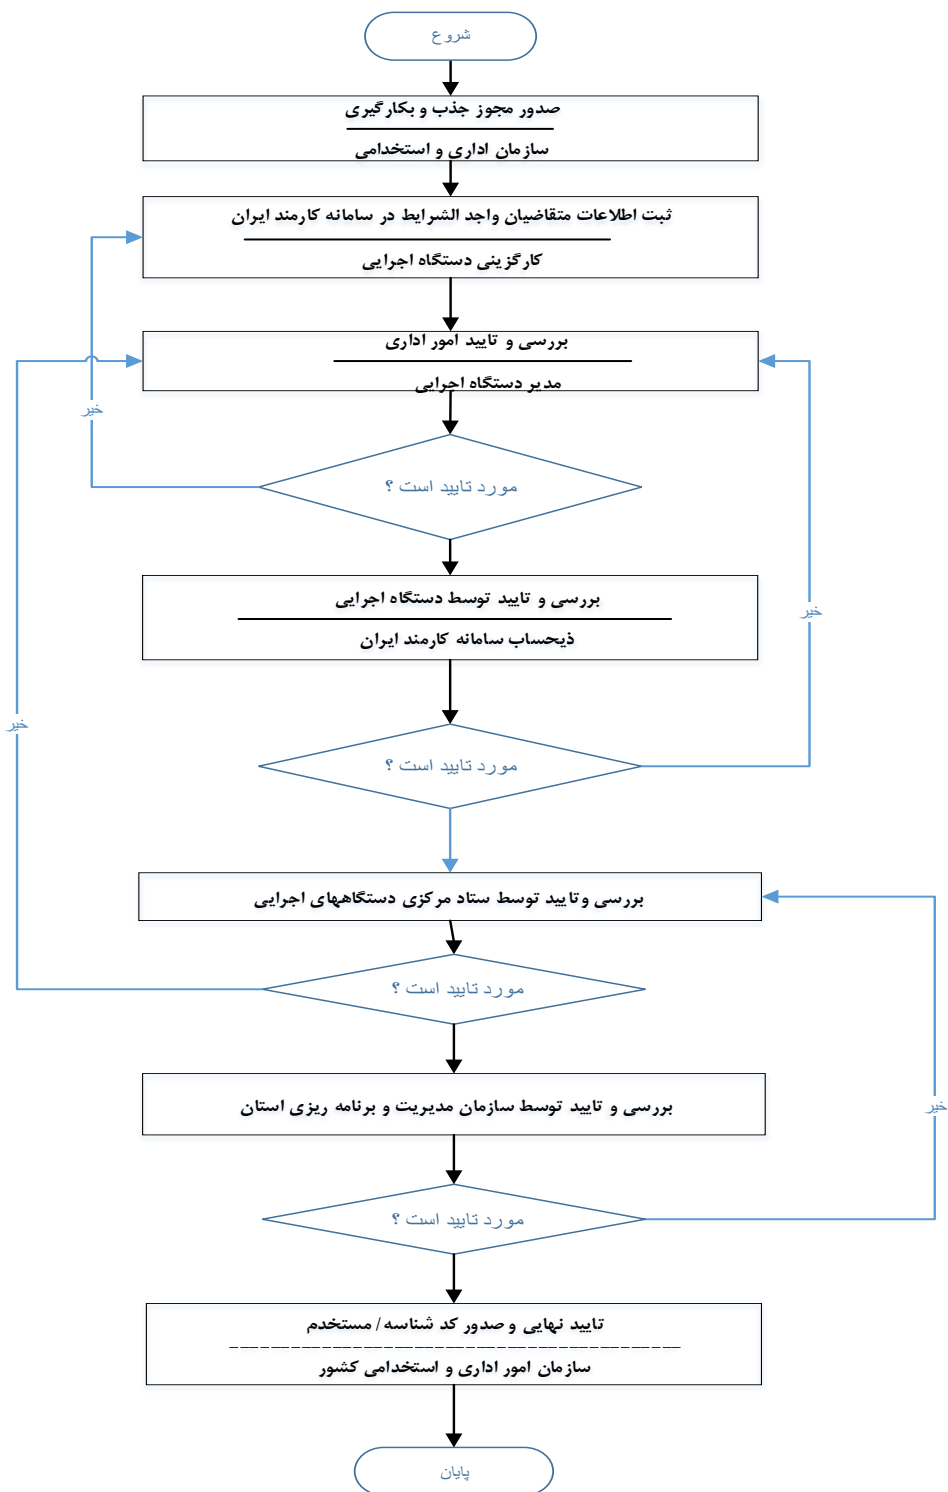 شروع
صدور مجوز جذب و بکارگیری
سازمان اداری و استخدامی
ثبت اطلاعات متقاضیان واجد الشرایط در سامانه کارمند ایران
کارگزینی دستگاه اجرایی
بررسی و تایید امور اداری
مدیر دستگاه اجرایی
خیر
مورد تایید است ؟
بررسی و تایید توسط دستگاه اجرایی
ذیحساب سامانه کارمند ایران
خیر
خیر
مورد تایید است ؟
بررسی وتایید توسط ستاد مرکزی دستگاههای اجرایی
مورد تایید است ؟
بررسی و تایید توسط سازمان مدیریت و برنامه ریزی استان
خیر
مورد تایید است ؟
تایید نهایی و صدور کد شناسه/ مستخدم
سازمان امور اداری و استخدامی کشور
پایان